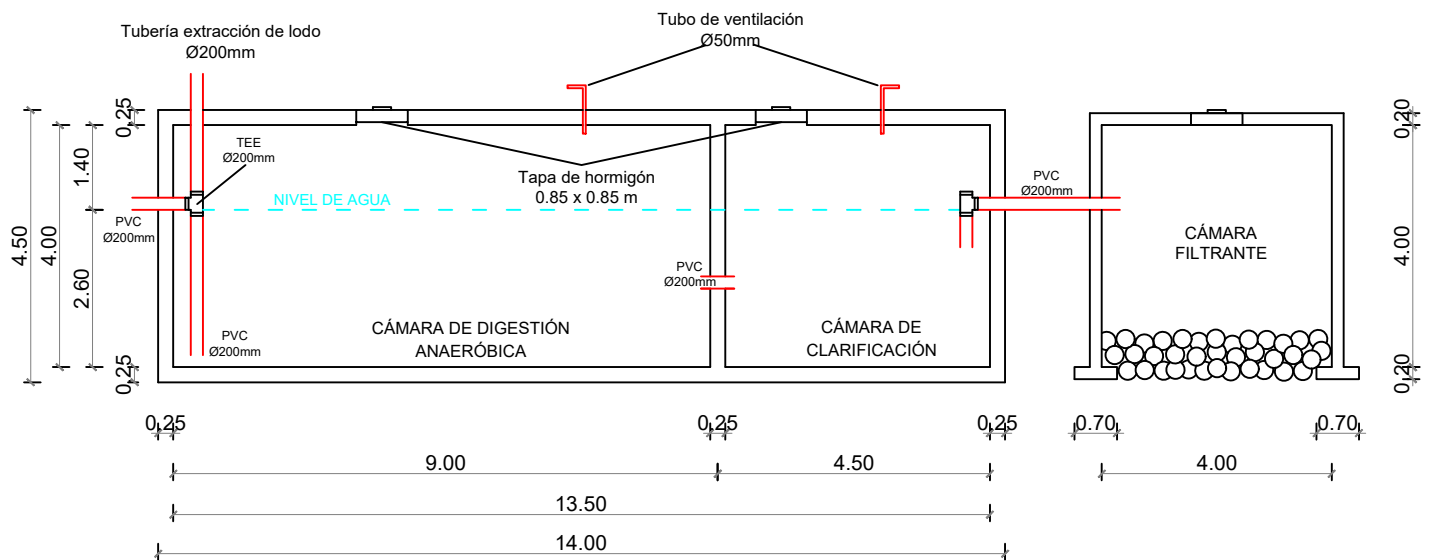 Tubería extracción de lodo
Ø200mm
Tubo de ventilación
Ø50mm
TEE
Ø200mm
Tapa de hormigón
0.85 x 0.85 m
NIVEL DE AGUA
PVC
Ø200mm
PVC
Ø200mm
PVC
Ø200mm
PVC
Ø200mm
CÁMARA DE DIGESTIÓN
ANAERÓBICA
CÁMARA DE
CLARIFICACIÓN
CÁMARA
FILTRANTE
4.50
4.00
0.25
1.40
2.60
0.25
0.20
4.00
0.20
0.25
0.25
0.25
0.70
0.70
9.00
4.50
4.00
13.50
14.00